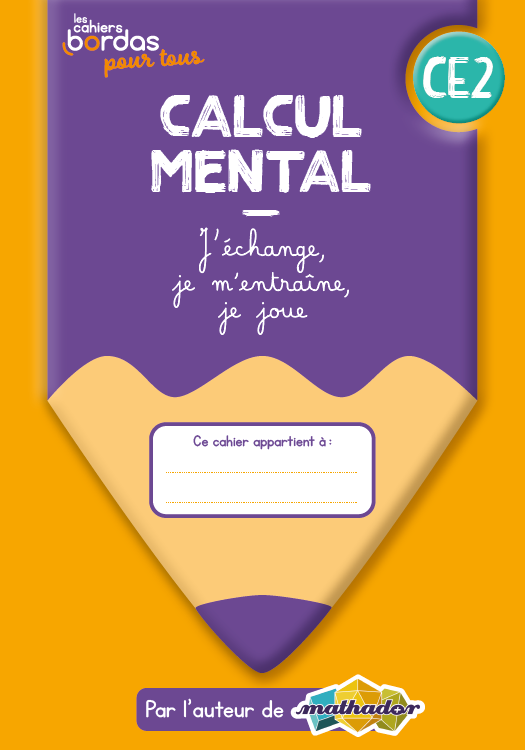 les
cahiers
bordas
pour tous
CE2
CALCUL
MENTAL
J'échange,
je m'entraîne,
je joue
Ce cahier appartient à :
Par l'auteur de mathador